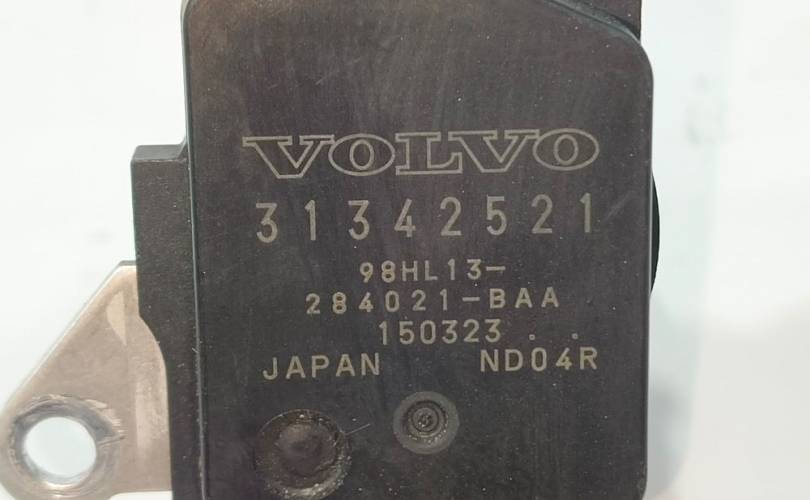 VOLVO
31342521
98HL13-
284021-BAA
150323 . .
JAPAN ND04R